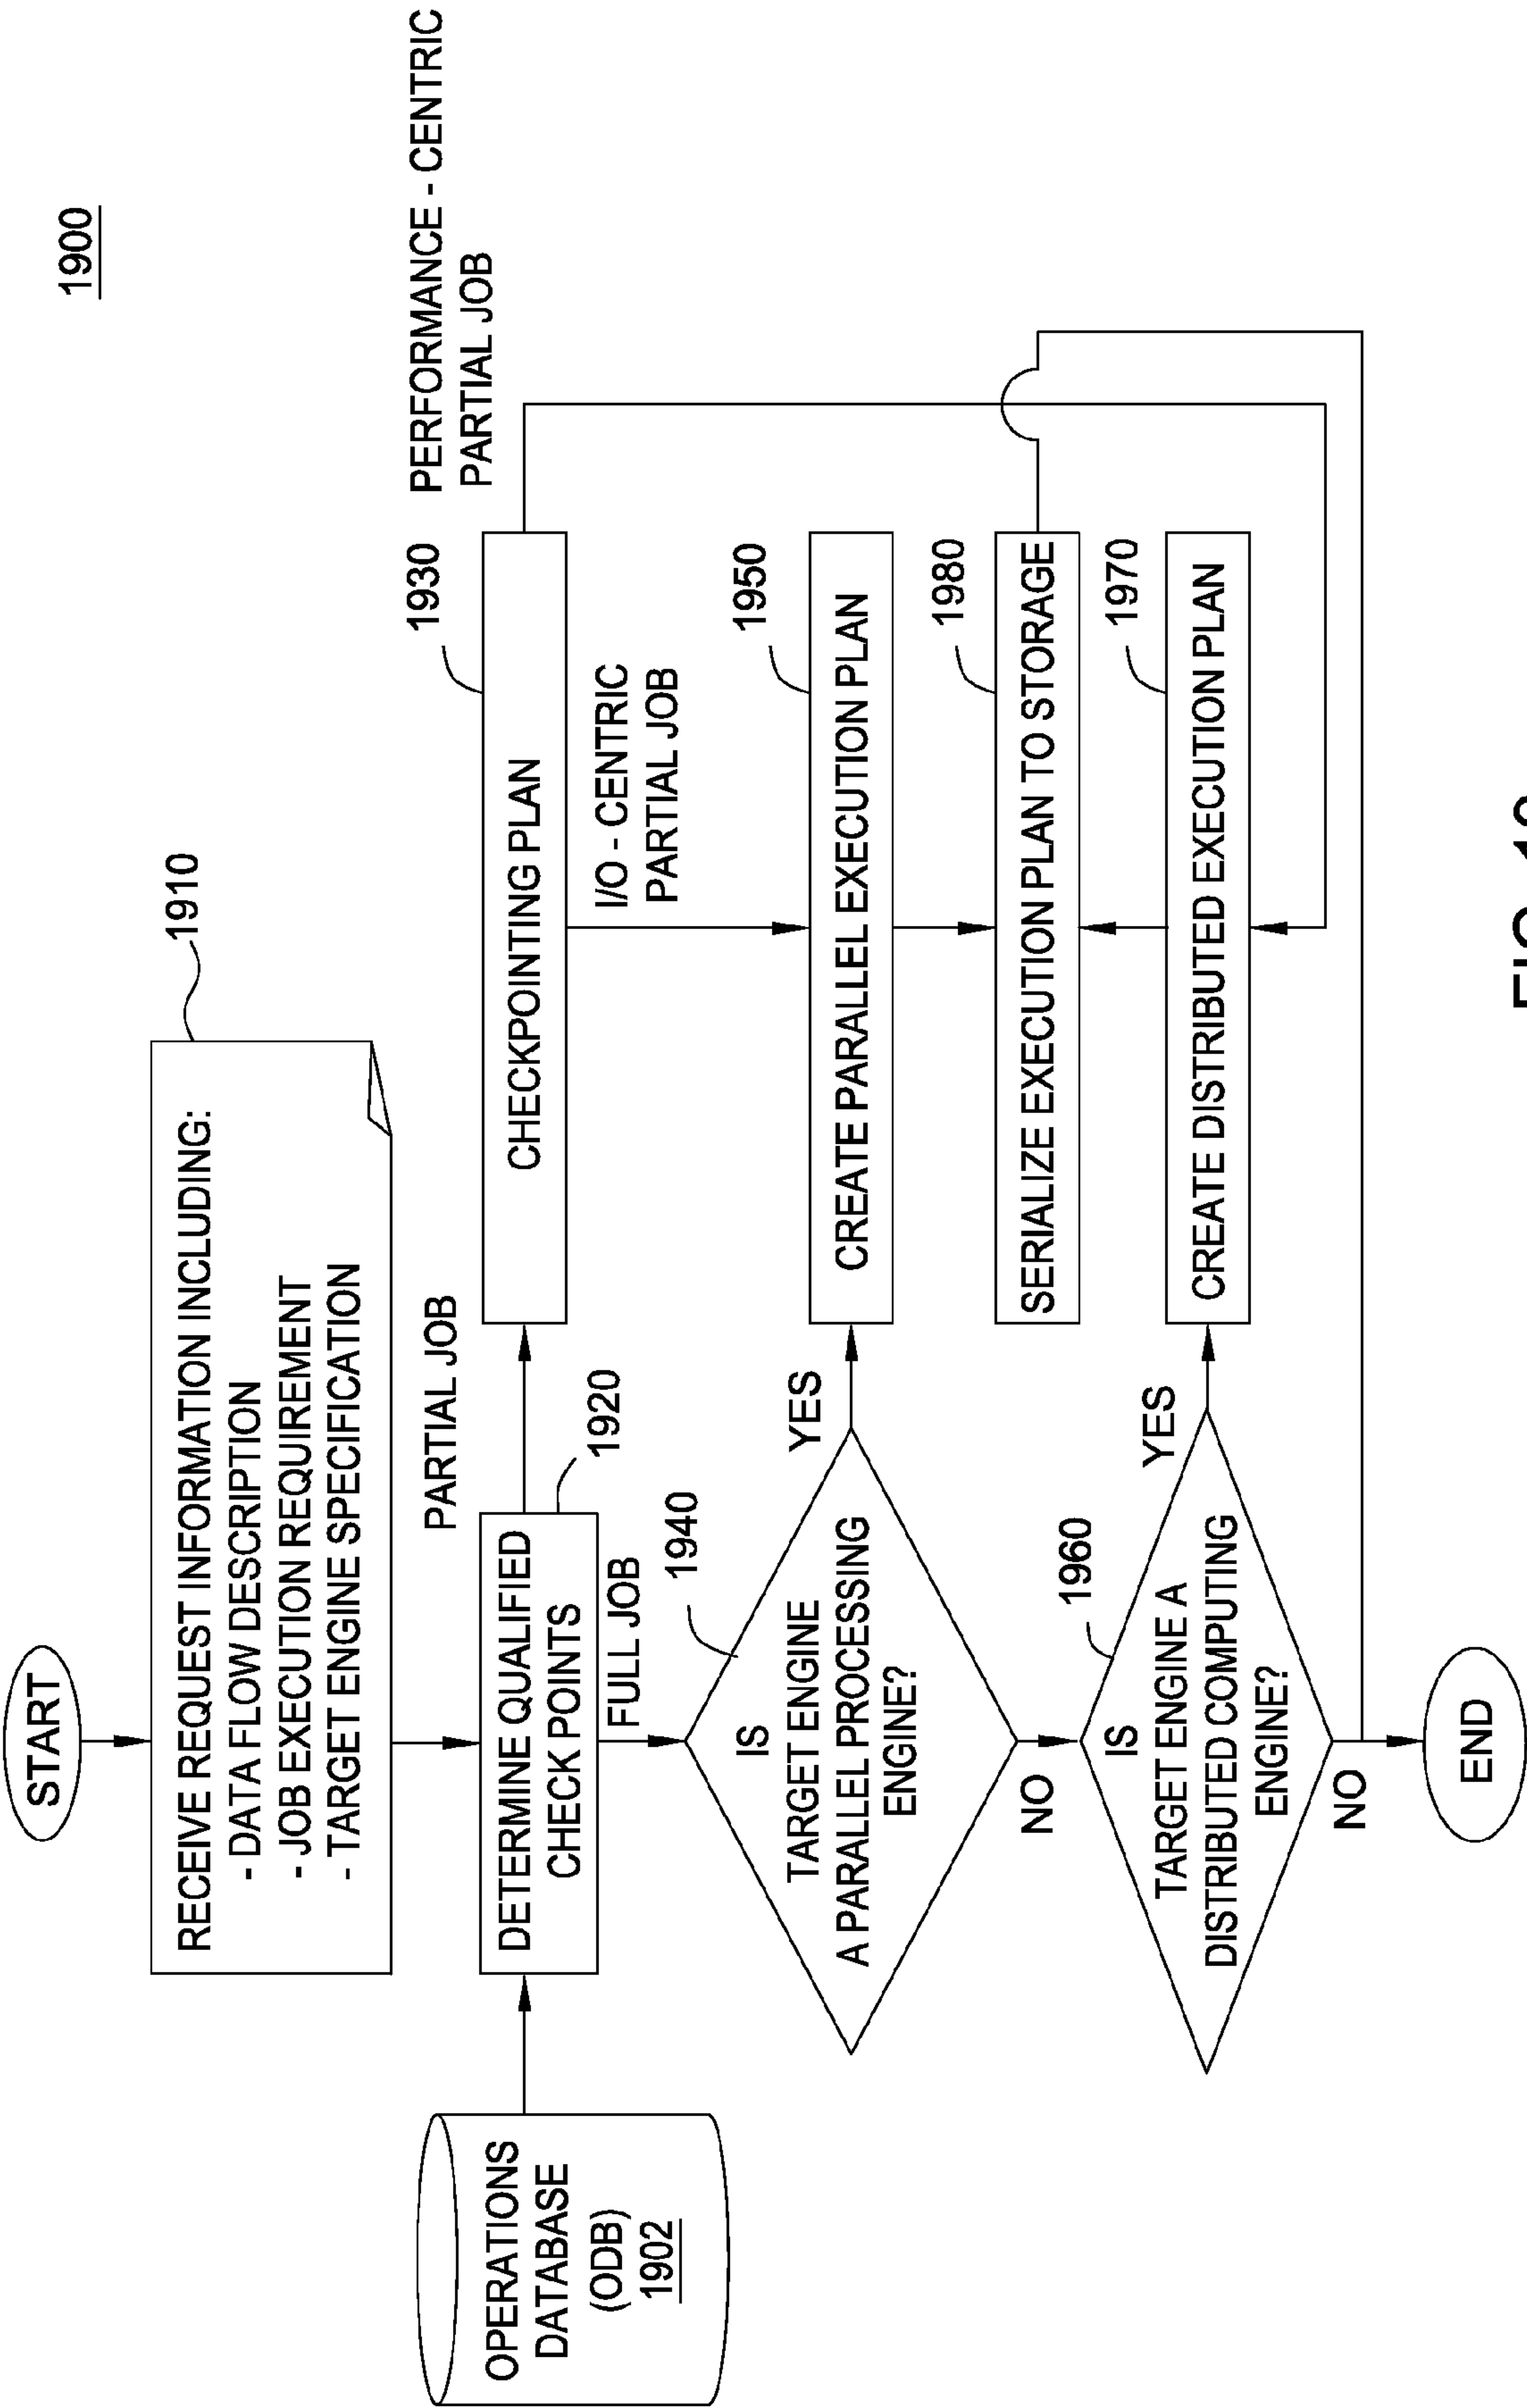 1900
START
1910
RECEIVE REQUEST INFORMATION INCLUDING:
- DATA FLOW DESCRIPTION
- JOB EXECUTION REQUIREMENT
- TARGET ENGINE SPECIFICATION
OPERATIONS
DATABASE
(ODB)
1902
DETERMINE QUALIFIED
CHECK POINTS
1920
PARTIAL JOB
FULL JOB
1930
CHECKPOINTING PLAN
PERFORMANCE - CENTRIC
PARTIAL JOB
I/O - CENTRIC
PARTIAL JOB
1940
IS
TARGET ENGINE
A PARALLEL PROCESSING
ENGINE?
YES
NO
1950
CREATE PARALLEL EXECUTION PLAN
1980
SERIALIZE EXECUTION PLAN TO STORAGE
1960
IS
TARGET ENGINE A
DISTRIBUTED COMPUTING
ENGINE?
YES
NO
1970
CREATE DISTRIBUTED EXECUTION PLAN
END